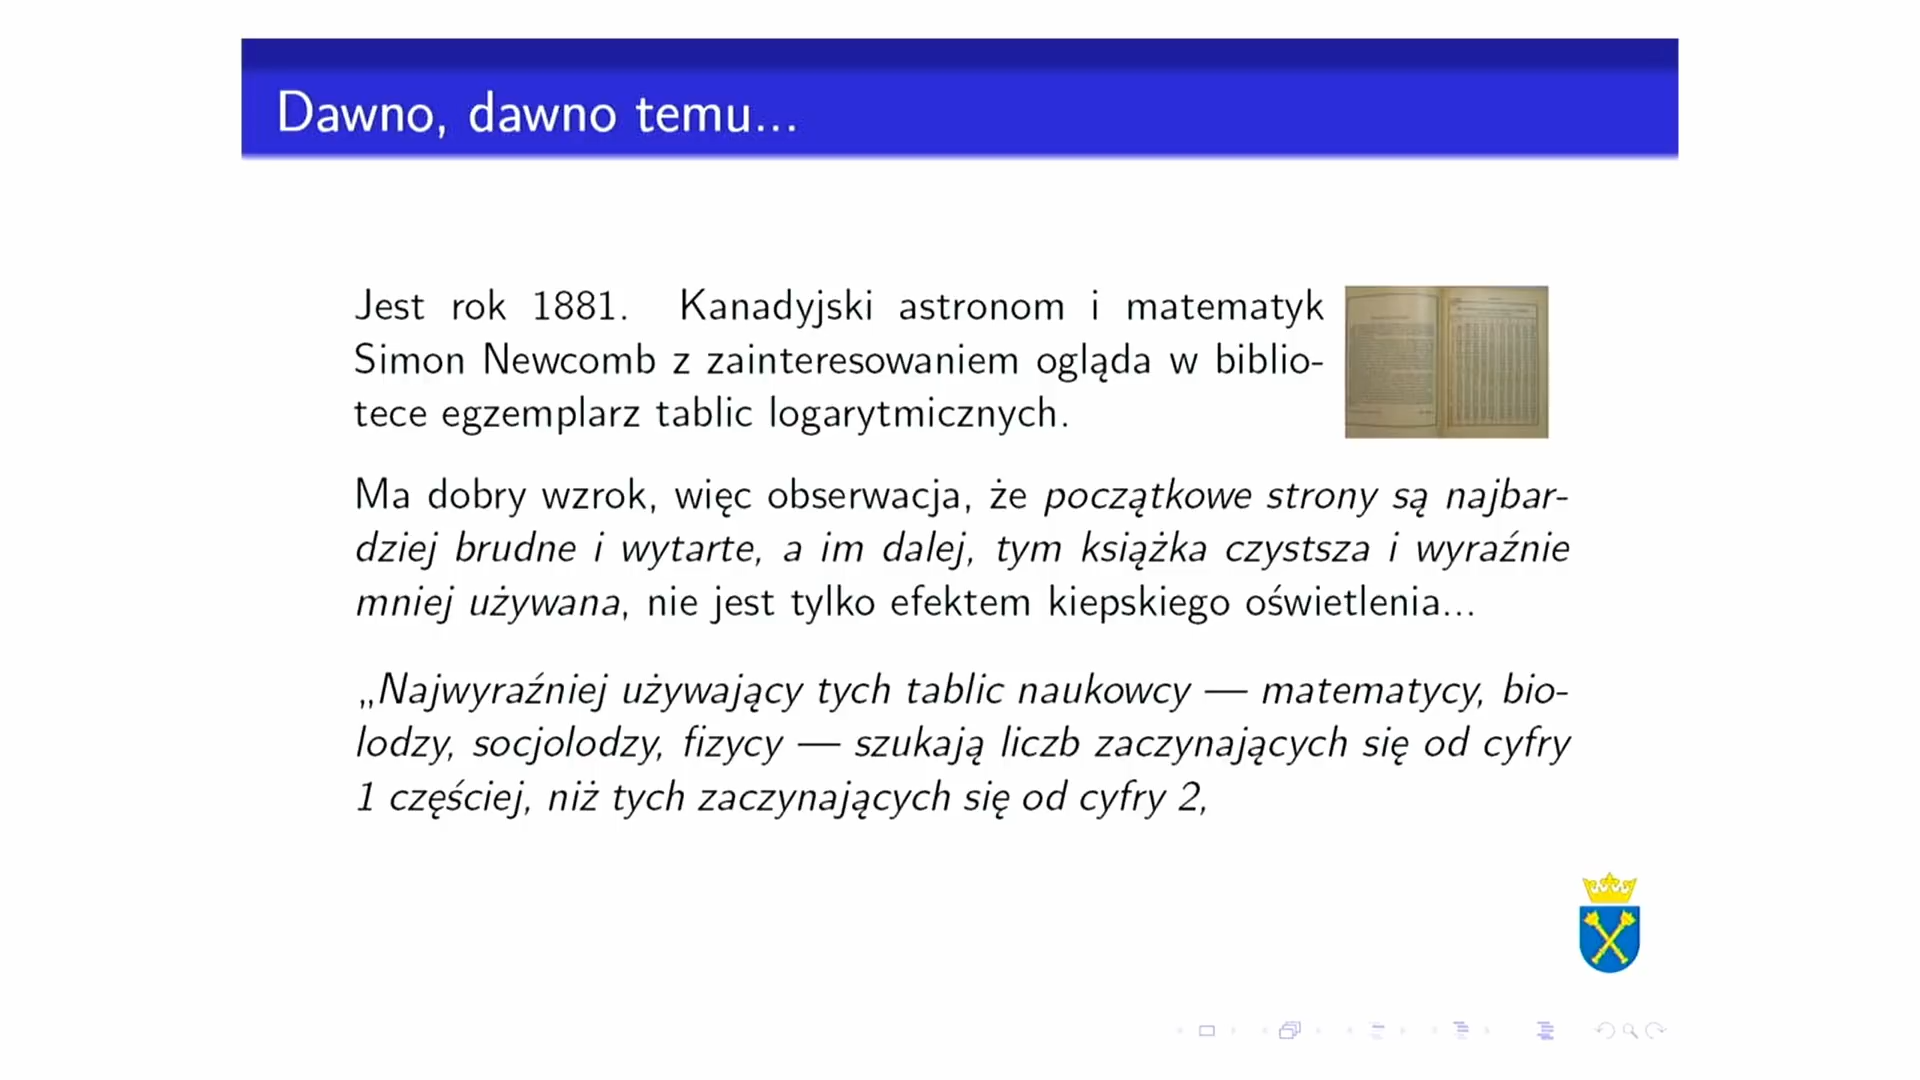 Dawno, dawno temu...
Jest rok 1881. Kanadyjski astronom i matematyk
Simon Newcomb z zainteresowaniem ogląda w biblio-
tece egzemplarz tablic logarytmicznych.
Ma dobry wzrok, więc obserwacja, że początkowe strony są najbar-
dziej brudne i wytarte, a im dalej, tym książka czystsza i wyraźnie
mniej używana, nie jest tylko efektem kiepskiego oświetlenia...
„Najwyraźniej używający tych tablic naukowcy — matematycy, bio-
lodzy, socjolodzy, fizycy — szukają liczb zaczynających się od cyfry
1 częściej, niż tych zaczynających się od cyfry 2,